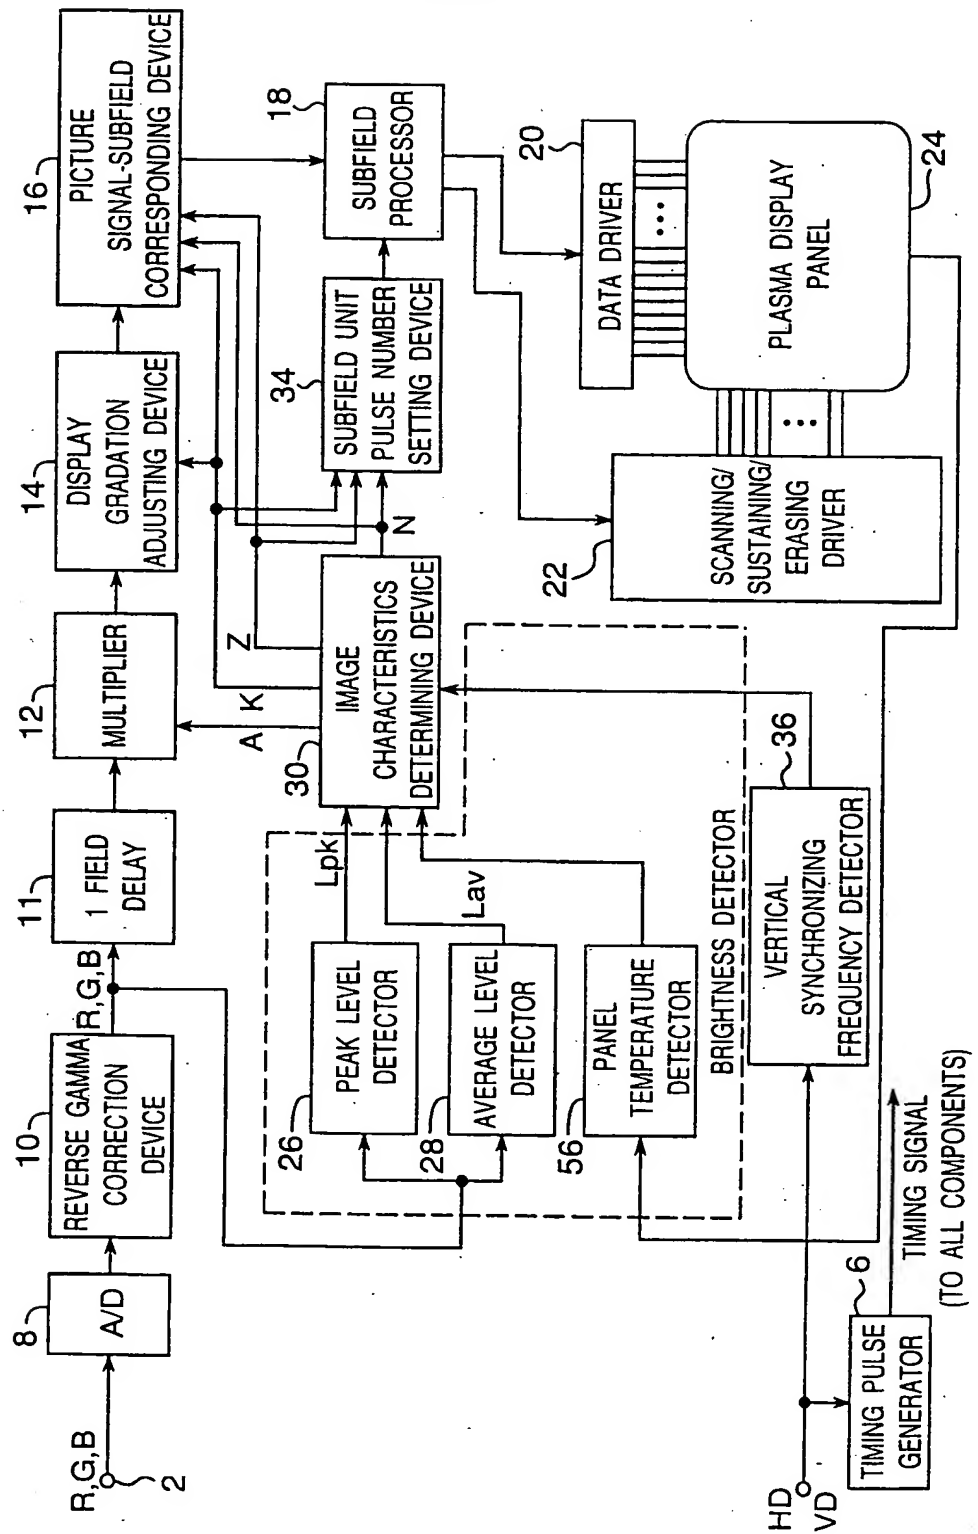 R,G,B
2
8
A/D
10
REVERSE GAMMA
CORRECTION
DEVICE
R,G,B
11
1 FIELD
DELAY
12
MULTIPLIER
14
DISPLAY
GRADATION
ADJUSTING DEVICE
16
PICTURE
SIGNAL-SUBFIELD
CORRESPONDING DEVICE
A
K
Z
26
PEAK LEVEL
DETECTOR
Lpk
28
AVERAGE LEVEL
DETECTOR
Lav
56
PANEL
TEMPERATURE
DETECTOR
BRIGHTNESS DETECTOR
30
IMAGE
CHARACTERISTICS
DETERMINING DEVICE
N
34
SUBFIELD UNIT
PULSE NUMBER
SETTING DEVICE
18
SUBFIELD
PROCESSOR
20
DATA DRIVER
22
SCANNING/
SUSTAINING/
ERASING
DRIVER
PLASMA DISPLAY
PANEL
24
36
VERTICAL
SYNCHRONIZING
FREQUENCY DETECTOR
HD
VD
6
TIMING PULSE
GENERATOR
TIMING SIGNAL
(TO ALL COMPONENTS)